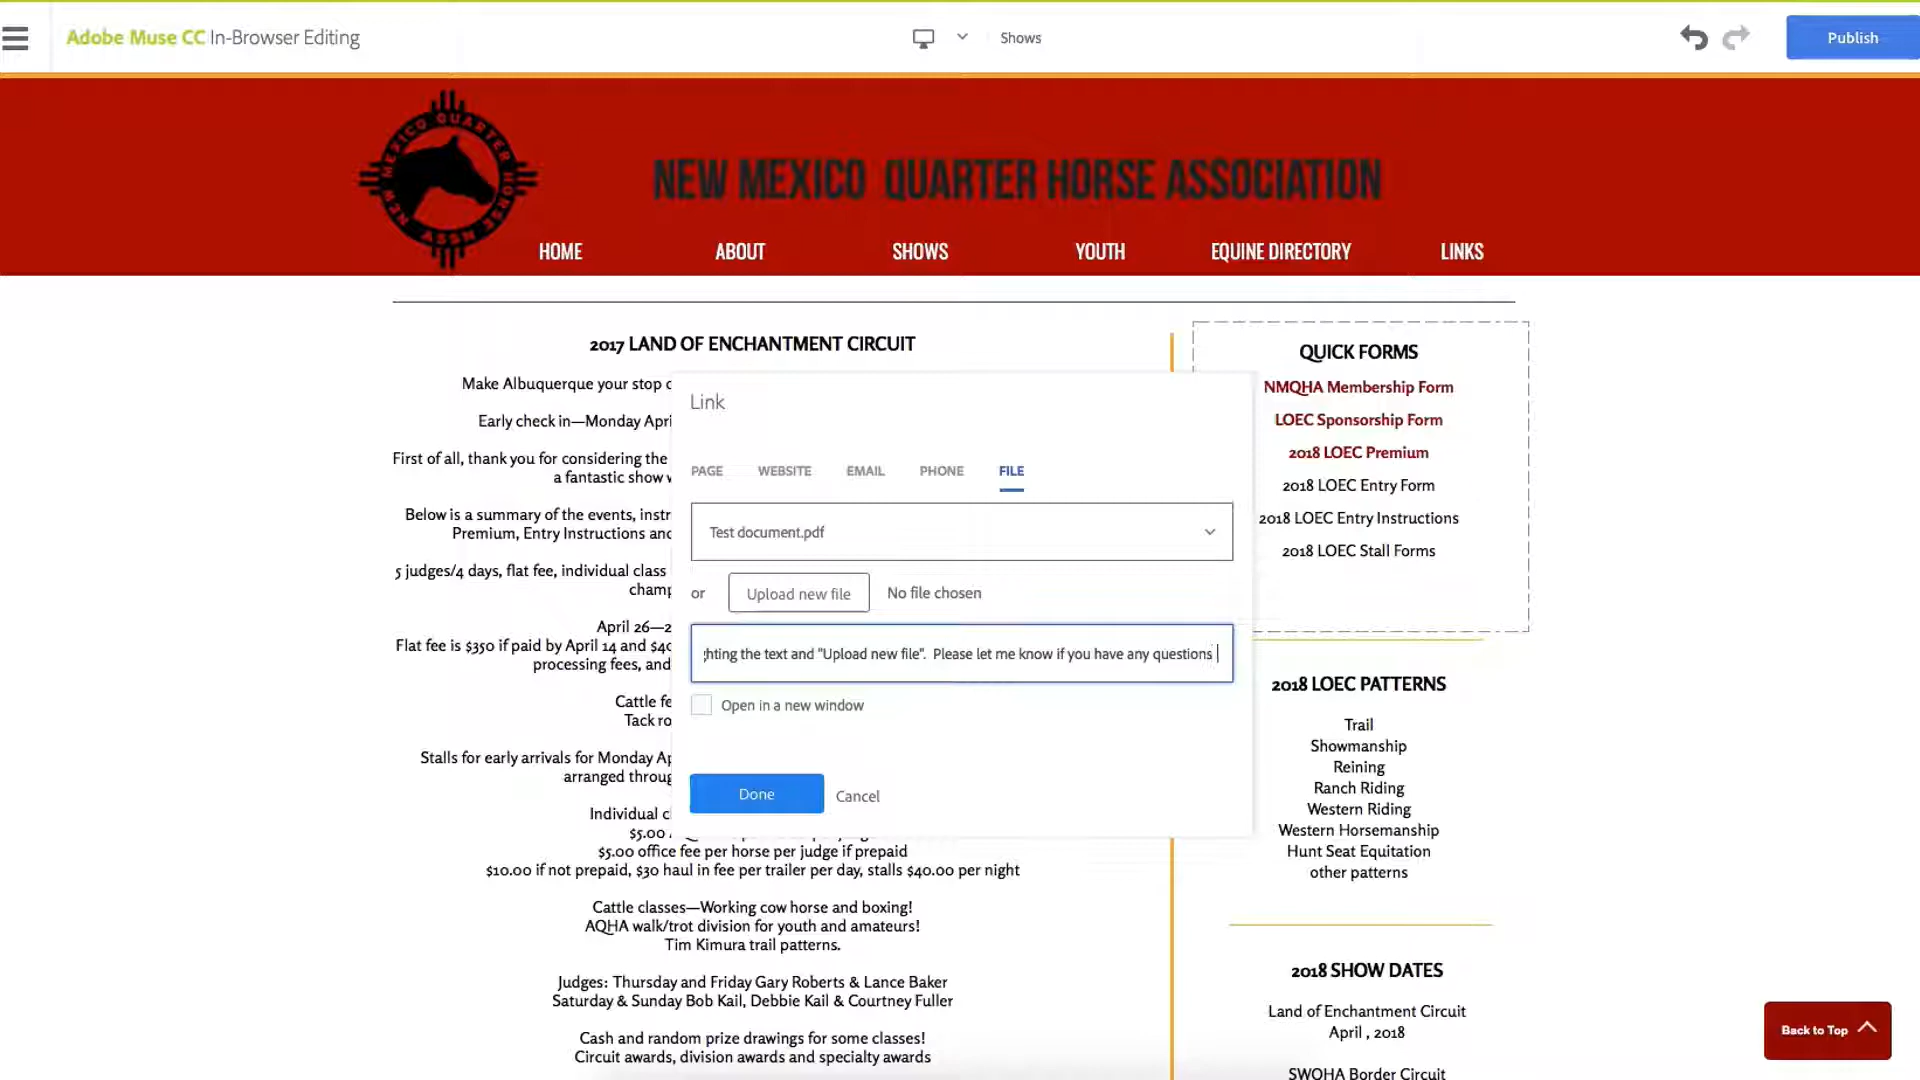 Adobe Muse CC In-Browser Editing
Shows
Publish
NEW MEXICO QUARTER HORSE ASSN
NEW MEXICO QUARTER HORSE ASSOCIATION
HOME
ABOUT
SHOWS
YOUTH
EQUINE DIRECTORY
LINKS
2017 LAND OF ENCHANTMENT CIRCUIT
Make Albuquerque your stop
Early check in—Monday Apri
First of all, thank you for considering the
a fantastic show
Below is a summary of the events, instr
Premium, Entry Instructions and
5 judges/4 days, flat fee, individual class
champ
April 26—2
Flat fee is $350 if paid by April 14 and $40
processing fees, and
Cattle fe
Tack ro
Stalls for early arrivals for Monday Ap
arranged throug
Individual c
$5.00
$5.00 office fee per horse per judge if prepaid
$10.00 if not prepaid, $30 haul in fee per trailer per day, stalls $40.00 per night
Cattle classes—Working cow horse and boxing!
AQHA walk/trot division for youth and amateurs!
Tim Kimura trail patterns.
Judges: Thursday and Friday Gary Roberts & Lance Baker
Saturday & Sunday Bob Kail, Debbie Kail & Courtney Fuller
Cash and random prize drawings for some classes!
Circuit awards, division awards and specialty awards
Link
PAGE
WEBSITE
EMAIL
PHONE
FILE
Test document.pdf
or
Upload new file
No file chosen
ghting the text and "Upload new file". Please let me know if you have any questions
Open in a new window
Done
Cancel
QUICK FORMS
NMQHA Membership Form
LOEC Sponsorship Form
2018 LOEC Premium
2018 LOEC Entry Form
2018 LOEC Entry Instructions
2018 LOEC Stall Forms
2018 LOEC PATTERNS
Trail
Showmanship
Reining
Ranch Riding
Western Riding
Western Horsemanship
Hunt Seat Equitation
other patterns
2018 SHOW DATES
Land of Enchantment Circuit
April , 2018
SWQHA Border Circuit
Back to Top